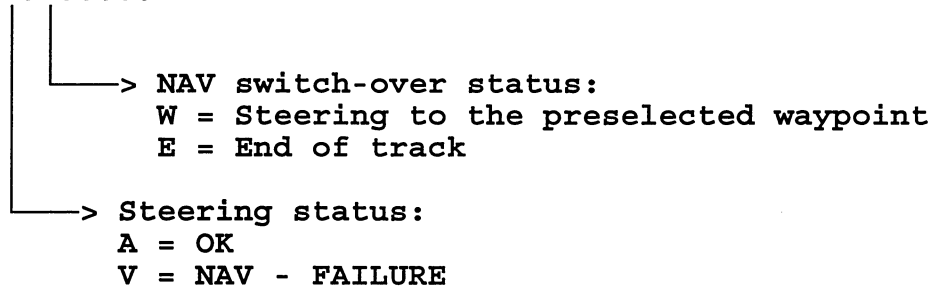 NAV switch-over status:
W = Steering to the preselected waypoint
E = End of track
Steering status:
A = OK
V = NAV - FAILURE